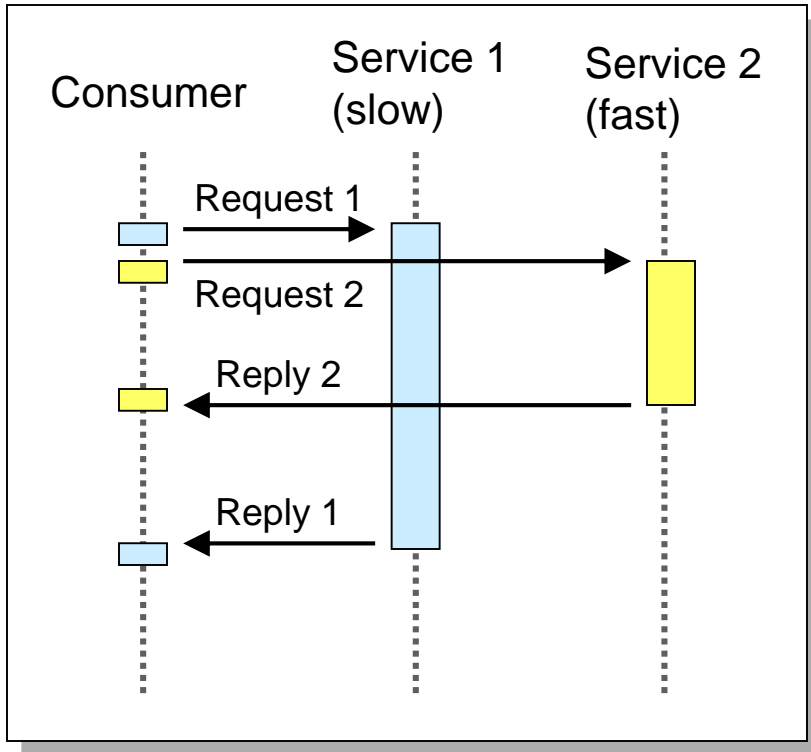 Consumer
Service 1
(slow)
Service 2
(fast)
Request 1
Request 2
Reply 2
Reply 1